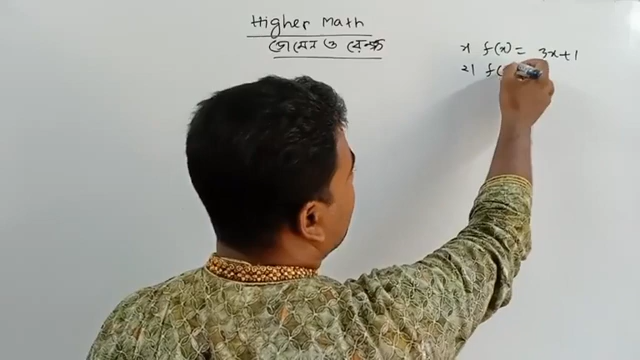 Higher Math
ডোমেন ও রেঞ্জ
১। f(x) = 3x+1
২। f(